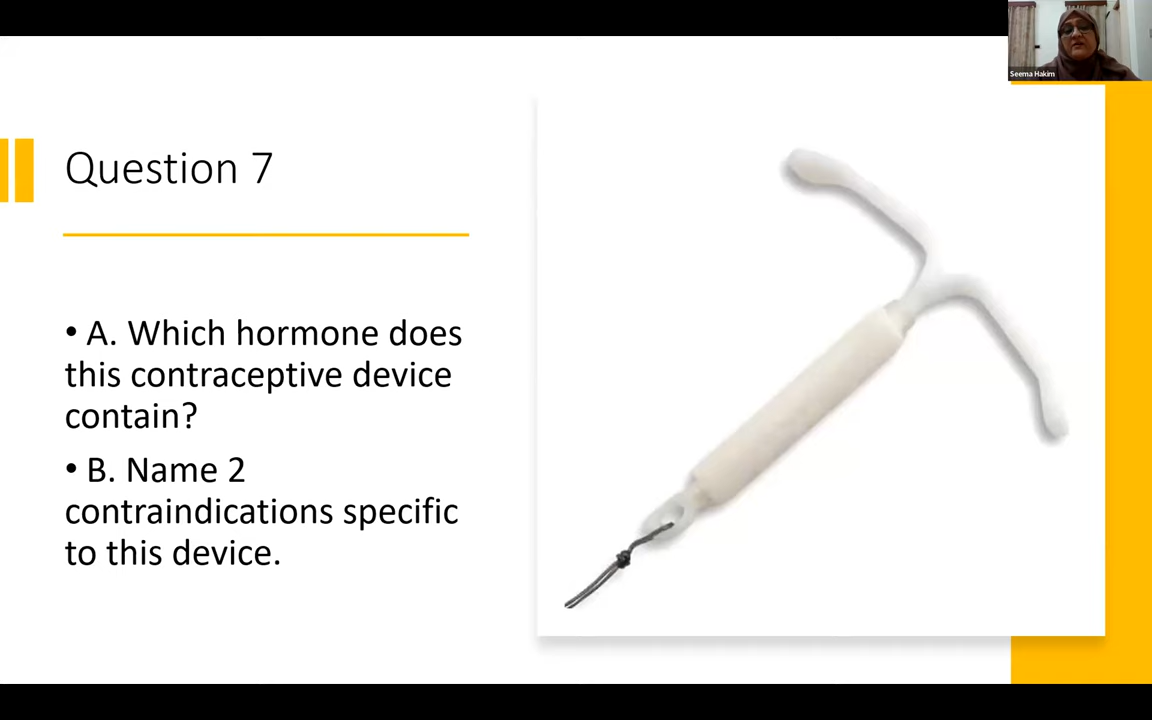 Seema Hakim
Question 7
• A. Which hormone does
this contraceptive device
contain?
• B. Name 2
contraindications specific
to this device.